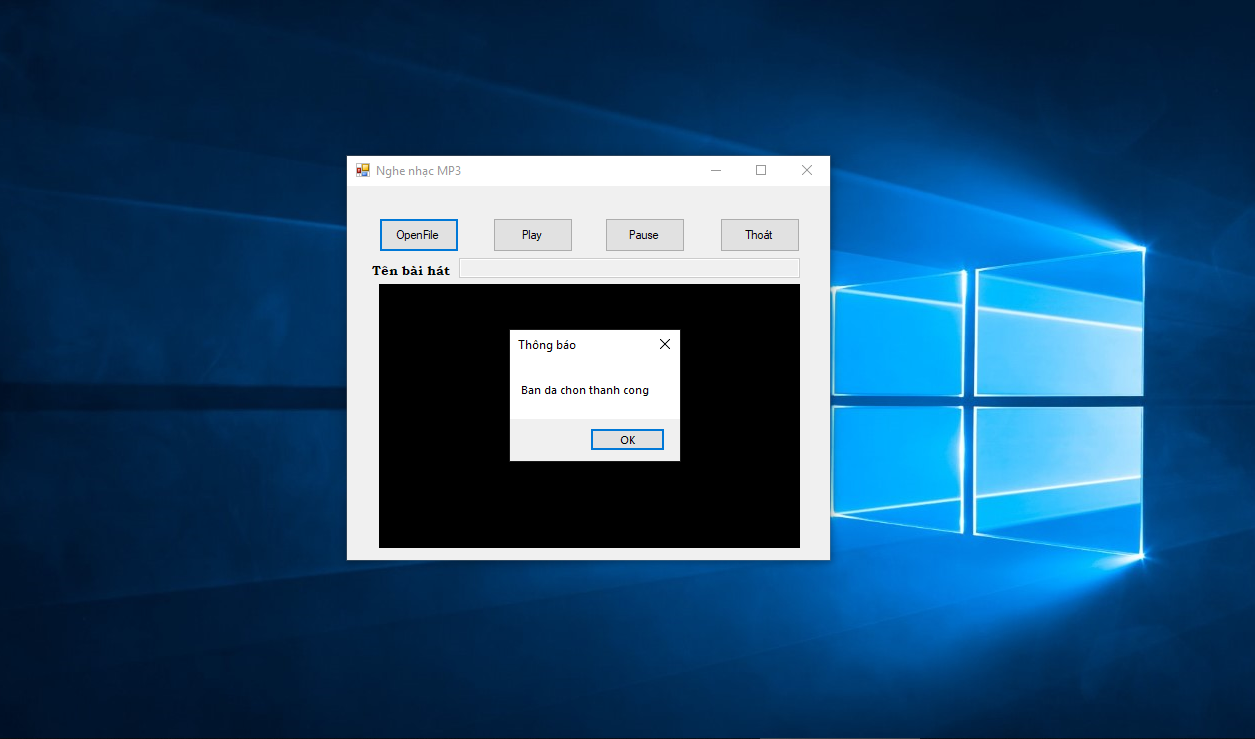 Nghe nhạc MP3
OpenFile Play Pause Thoát
Tên bài hát
Thông báo
Ban da chon thanh cong
OK